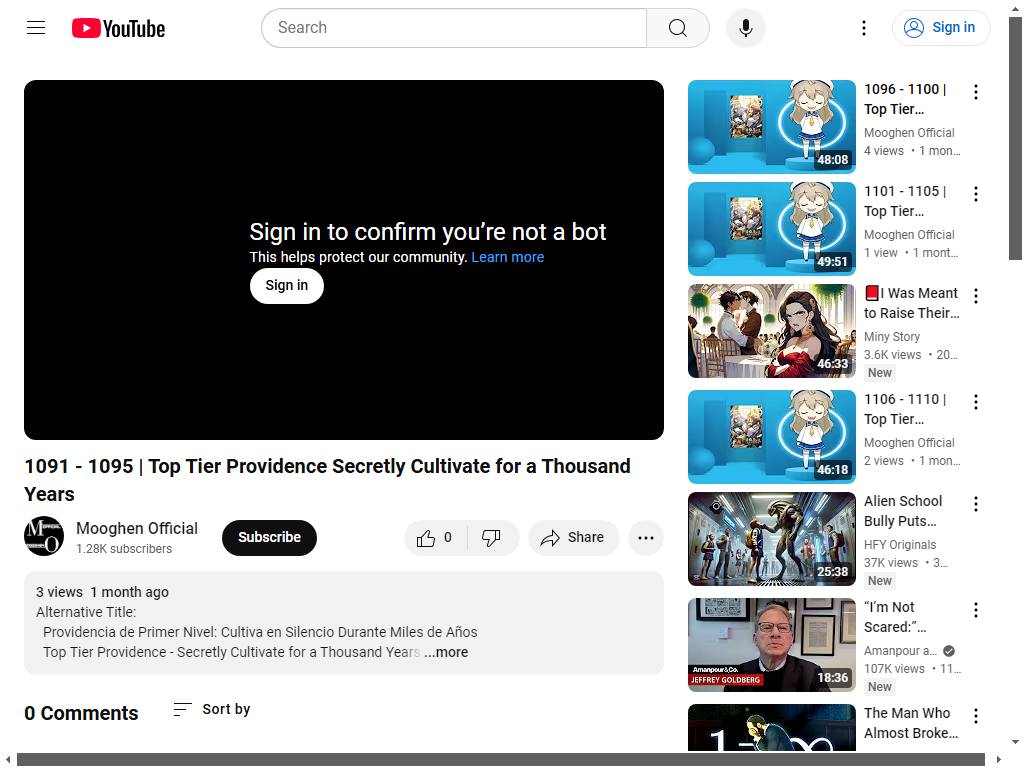 YouTube
Search
Sign in
Sign in to confirm you’re not a bot
This helps protect our community. Learn more
Sign in
1091 - 1095 | Top Tier Providence Secretly Cultivate for a Thousand
Years
Mooghen Official
1.28K subscribers
Subscribe
0
Share
3 views 1 month ago
Alternative Title:
Providencia de Primer Nivel: Cultiva en Silencio Durante Miles de Años
Top Tier Providence - Secretly Cultivate for a Thousand Years ...more
0 Comments
Sort by
1096 - 1100 |
Top Tier…
Mooghen Official
4 views • 1 mon…
48:08
1101 - 1105 |
Top Tier…
Mooghen Official
1 view • 1 mont…
49:51
I Was Meant
to Raise Their…
Miny Story
3.6K views • 20…
New
46:33
1106 - 1110 |
Top Tier…
Mooghen Official
2 views • 1 mon…
46:18
Alien School
Bully Puts…
HFY Originals
37K views • 3…
New
25:38
“I’m Not
Scared:”…
Amanpour a…
107K views • 11…
New
Amanpour&Co.
JEFFREY GOLDBERG
18:36
The Man Who
Almost Broke…